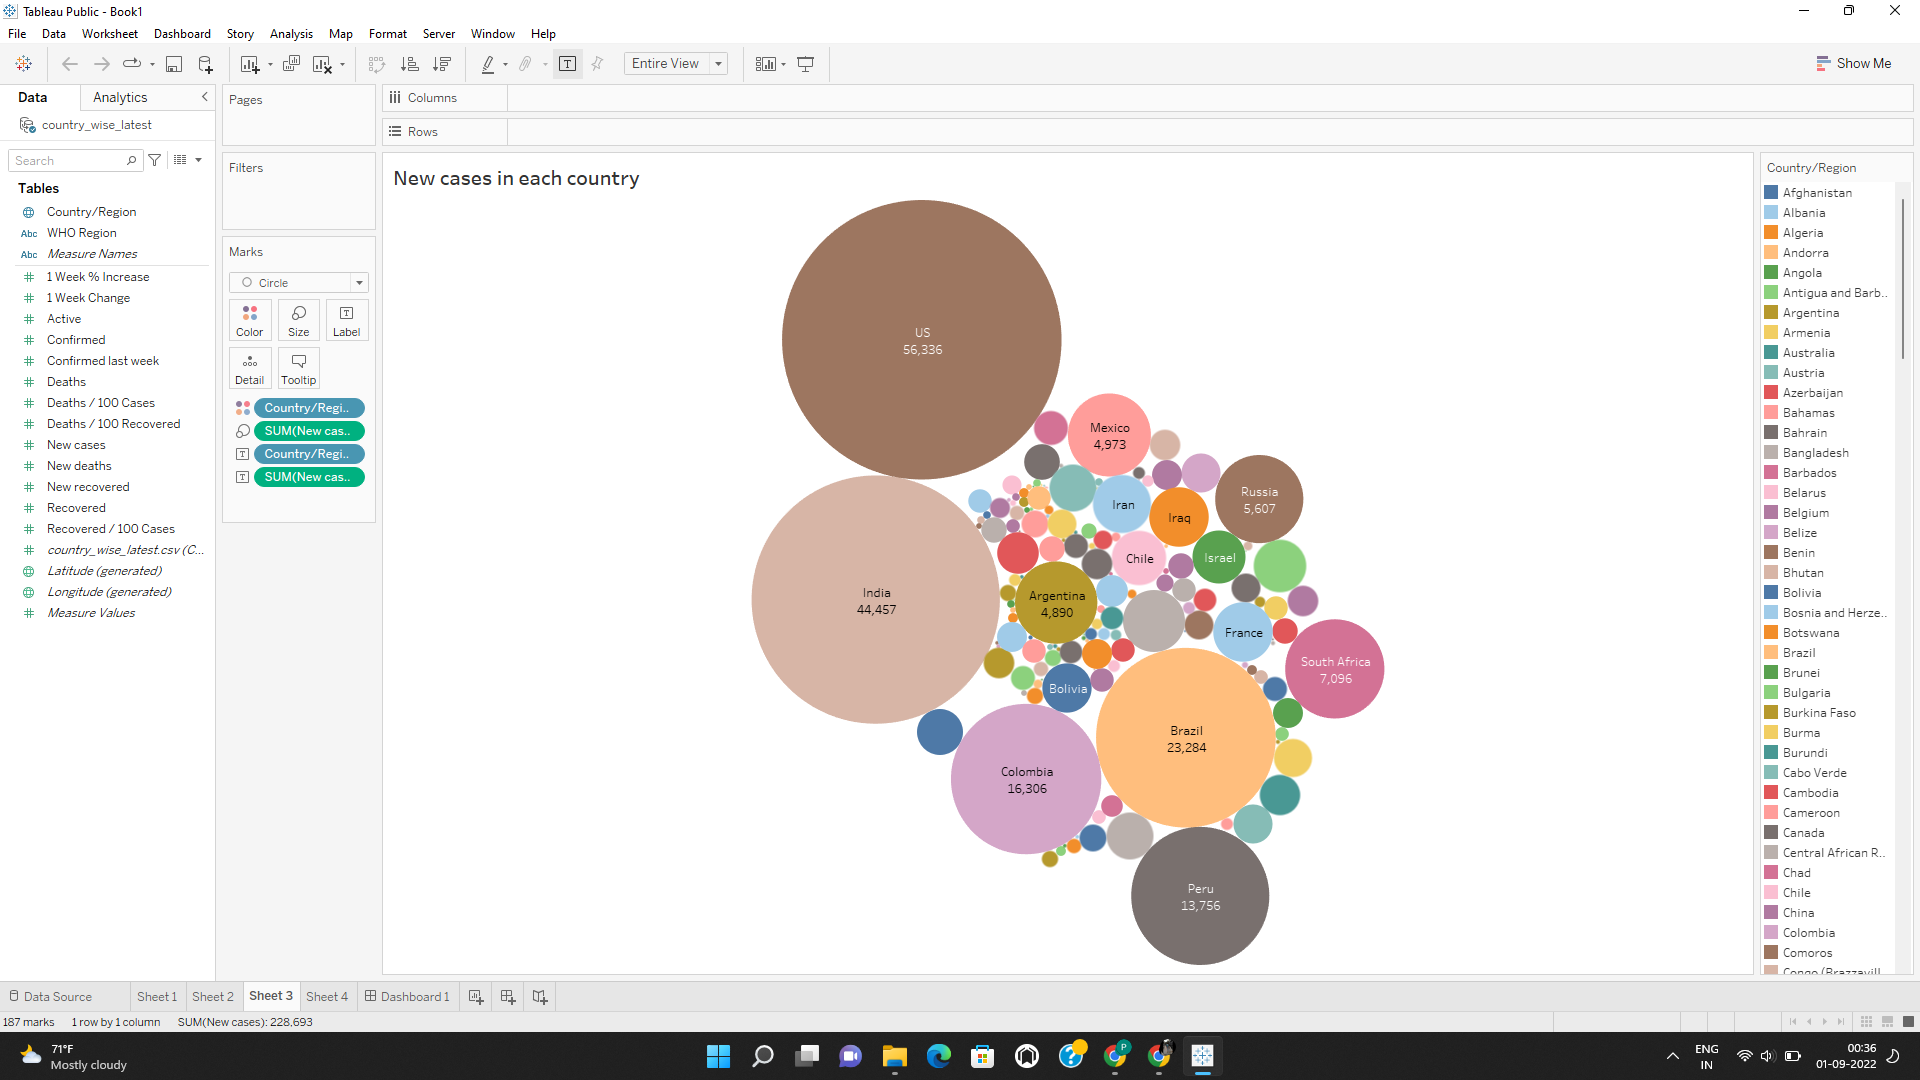 Tableau Public - Book1
File Data Worksheet Dashboard Story Analysis Map Format Server Window Help
Entire View
Show Me
Data Analytics
country_wise_latest
Search
Tables
Country/Region
Abc WHO Region
Abc Measure Names
1 Week % Increase
1 Week Change
Active
Confirmed
Confirmed last week
Deaths
Deaths / 100 Cases
Deaths / 100 Recovered
New cases
New deaths
New recovered
Recovered
Recovered / 100 Cases
country_wise_latest.csv (C...
Latitude (generated)
Longitude (generated)
Measure Values
Pages
Filters
Marks
Circle
Color Size Label
Detail Tooltip
Country/Regi..
SUM(New cas..
Country/Regi..
SUM(New cas..
Columns
Rows
New cases in each country
US
56,336
Mexico
4,973
Russia
5,607
Iran
Iraq
Chile
Israel
India
44,457
Argentina
4,890
France
South Africa
7,096
Bolivia
Brazil
23,284
Colombia
16,306
Peru
13,756
Country/Region
Afghanistan
Albania
Algeria
Andorra
Angola
Antigua and Barb..
Argentina
Armenia
Australia
Austria
Azerbaijan
Bahamas
Bahrain
Bangladesh
Barbados
Belarus
Belgium
Belize
Benin
Bhutan
Bolivia
Bosnia and Herze..
Botswana
Brazil
Brunei
Bulgaria
Burkina Faso
Burma
Burundi
Cabo Verde
Cambodia
Cameroon
Canada
Central African R..
Chad
Chile
China
Colombia
Comoros
Congo (Brazzavill
Data Source Sheet 1 Sheet 2 Sheet 3 Sheet 4 Dashboard 1
187 marks 1 row by 1 column SUM(New cases): 228,693
71°F
Mostly cloudy
ENG
IN
00:36
01-09-2022